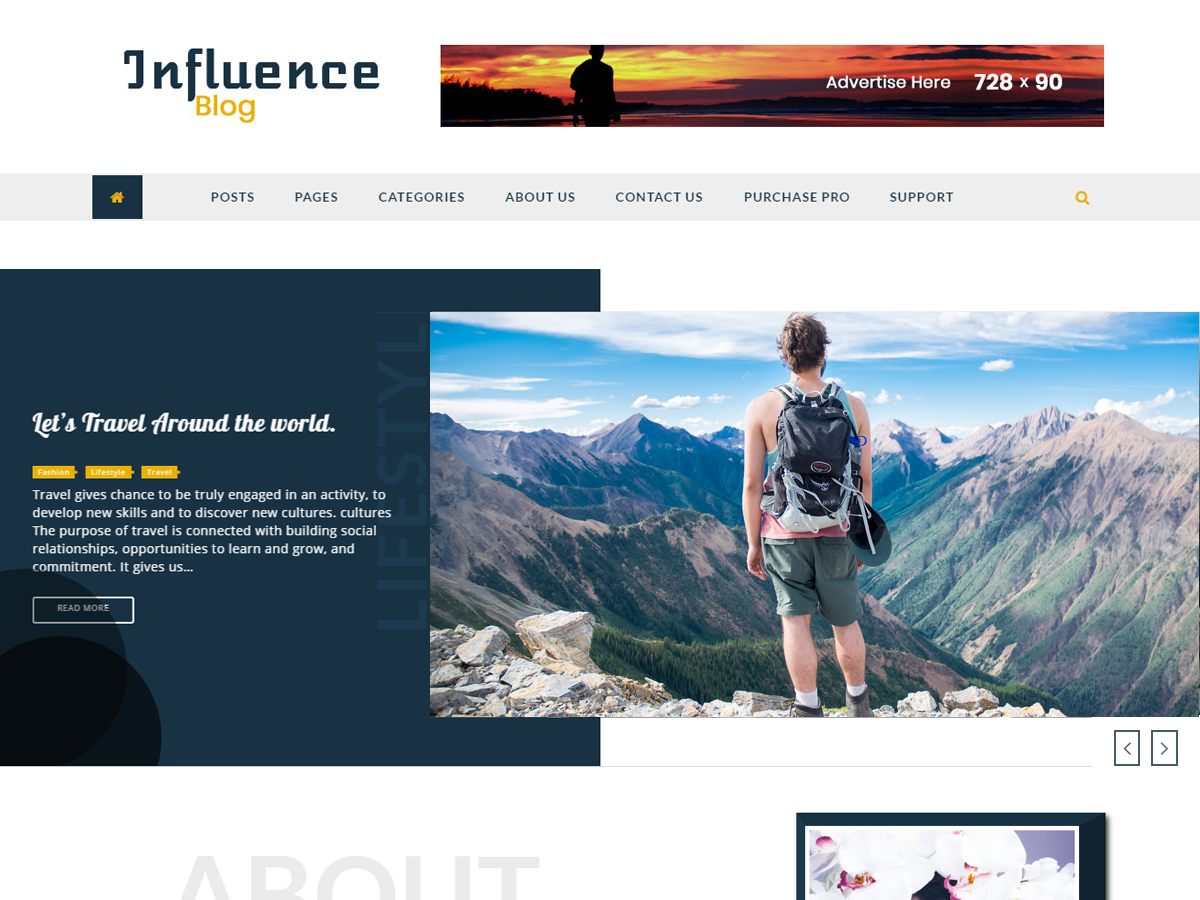 Influence
Blog
Advertise Here 728 x 90
POSTS PAGES CATEGORIES ABOUT US CONTACT US PURCHASE PRO SUPPORT
LIFESTYLE
Let's Travel Around the world.
Fashion Lifestyle Travel
Travel gives chance to be truly engaged in an activity, to
develop new skills and to discover new cultures. cultures
The purpose of travel is connected with building social
relationships, opportunities to learn and grow, and
commitment. It gives us...
READ MORE
ABOUT